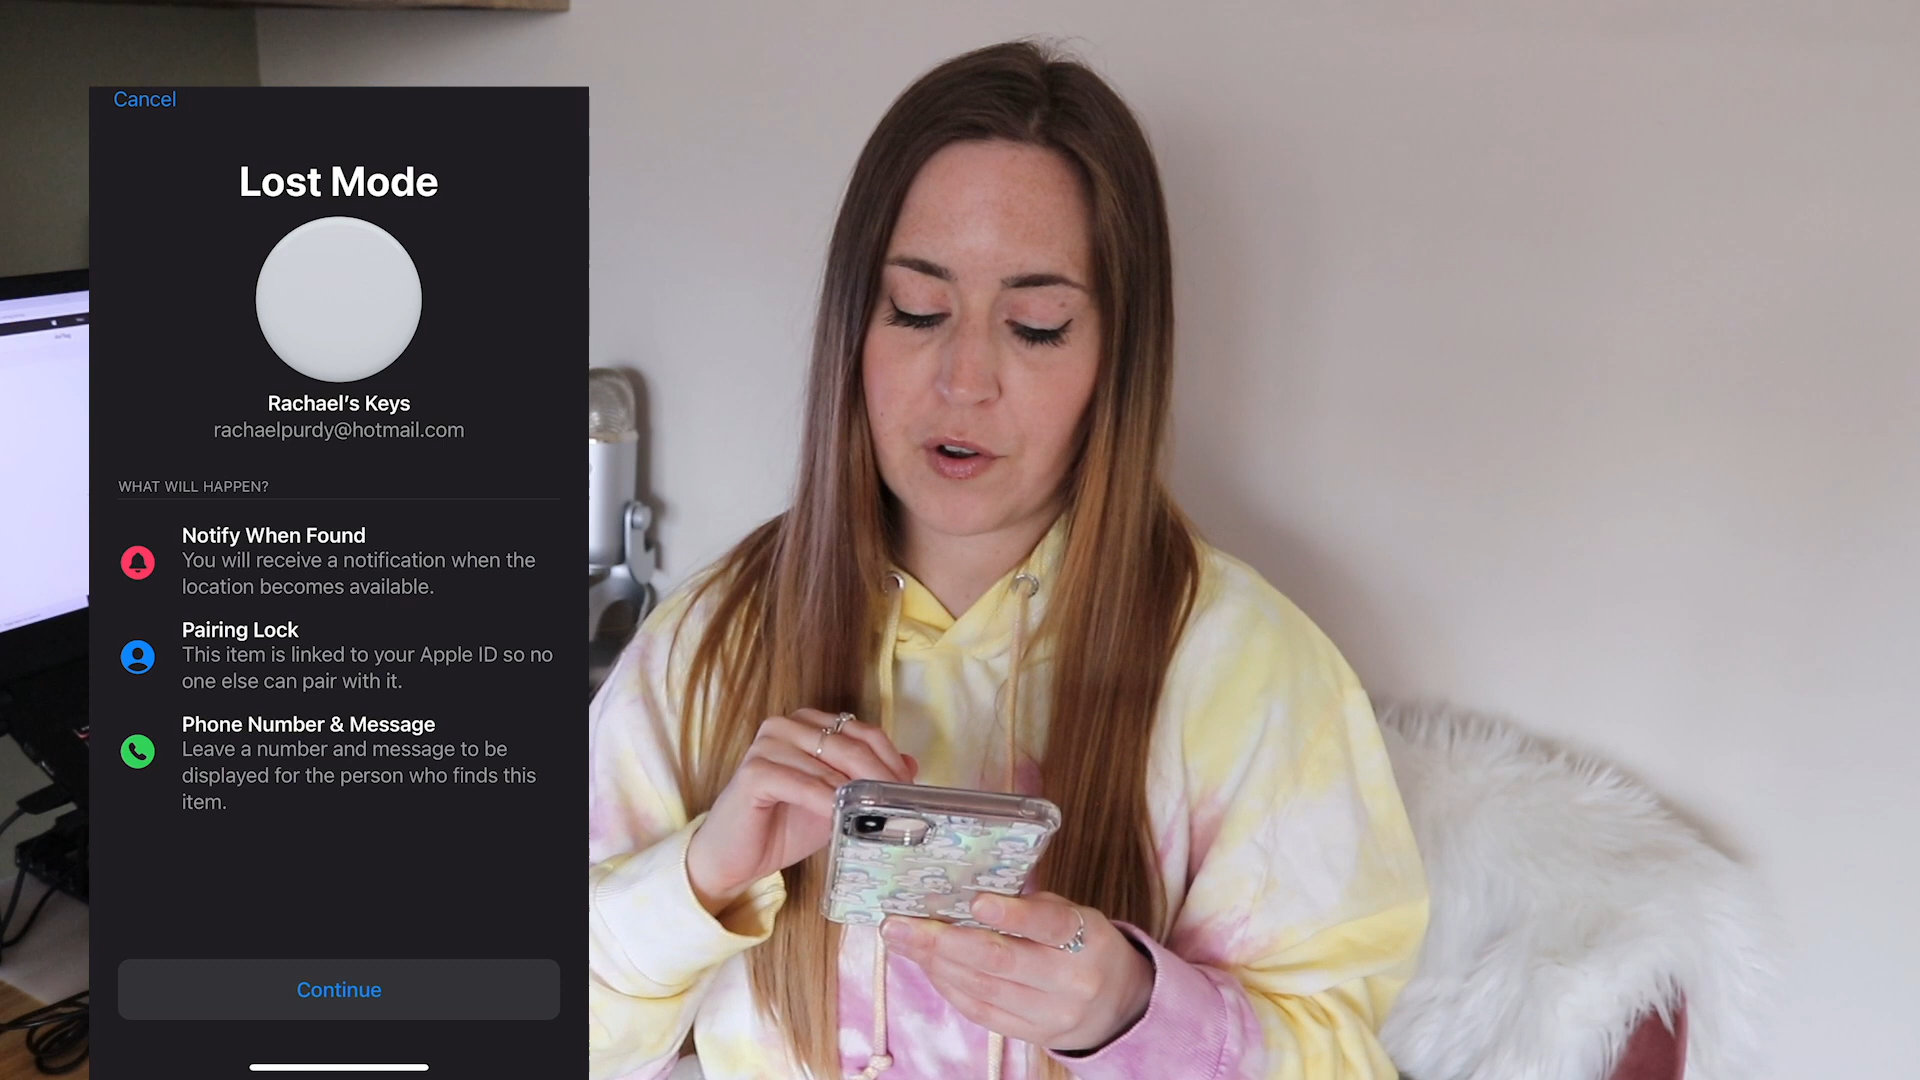 Cancel
Lost Mode
Rachael’s Keys
rachaelpurdy@hotmail.com
WHAT WILL HAPPEN?
Notify When Found
You will receive a notification when the
location becomes available.
Pairing Lock
This item is linked to your Apple ID so no
one else can pair with it.
Phone Number & Message
Leave a number and message to be
displayed for the person who finds this
item.
Continue